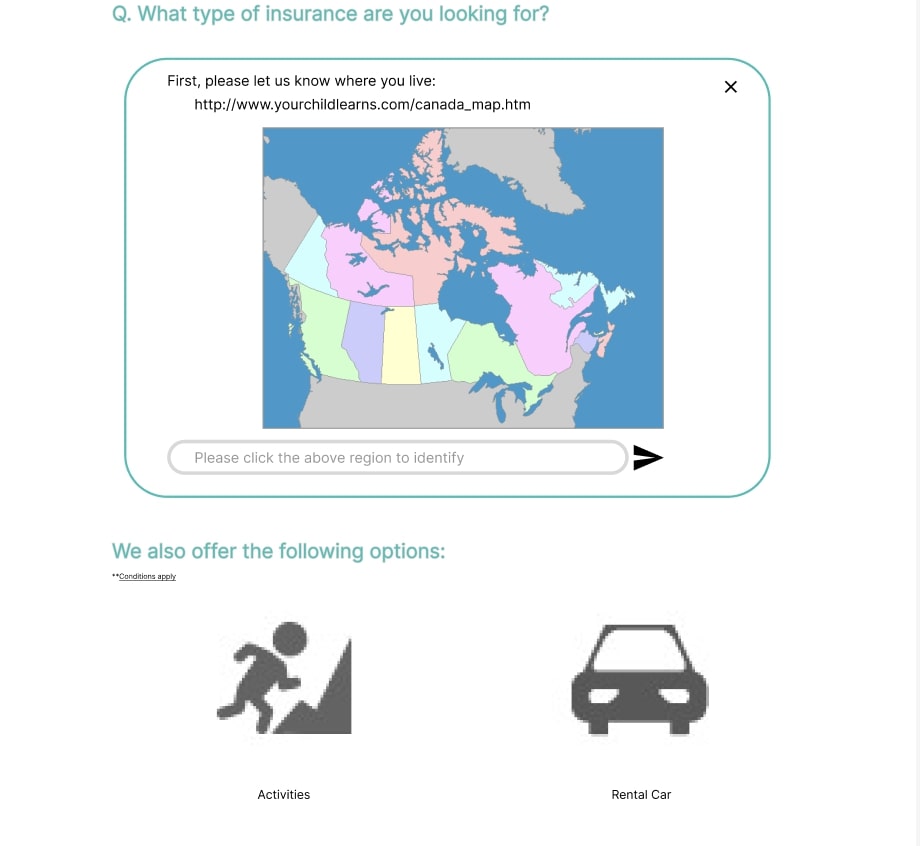 Q. What type of insurance are you looking for?
First, please let us know where you live:
http://www.yourchildlearns.com/canada_map.htm
Please click the above region to identify
We also offer the following options:
**Conditions apply
Activities
Rental Car